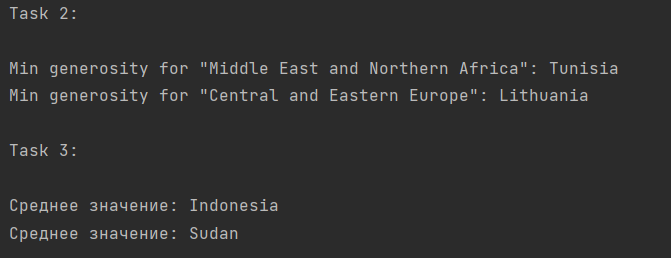 Task 2:
Min generosity for "Middle East and Northern Africa": Tunisia
Min generosity for "Central and Eastern Europe": Lithuania
Task 3:
Среднее значение: Indonesia
Среднее значение: Sudan